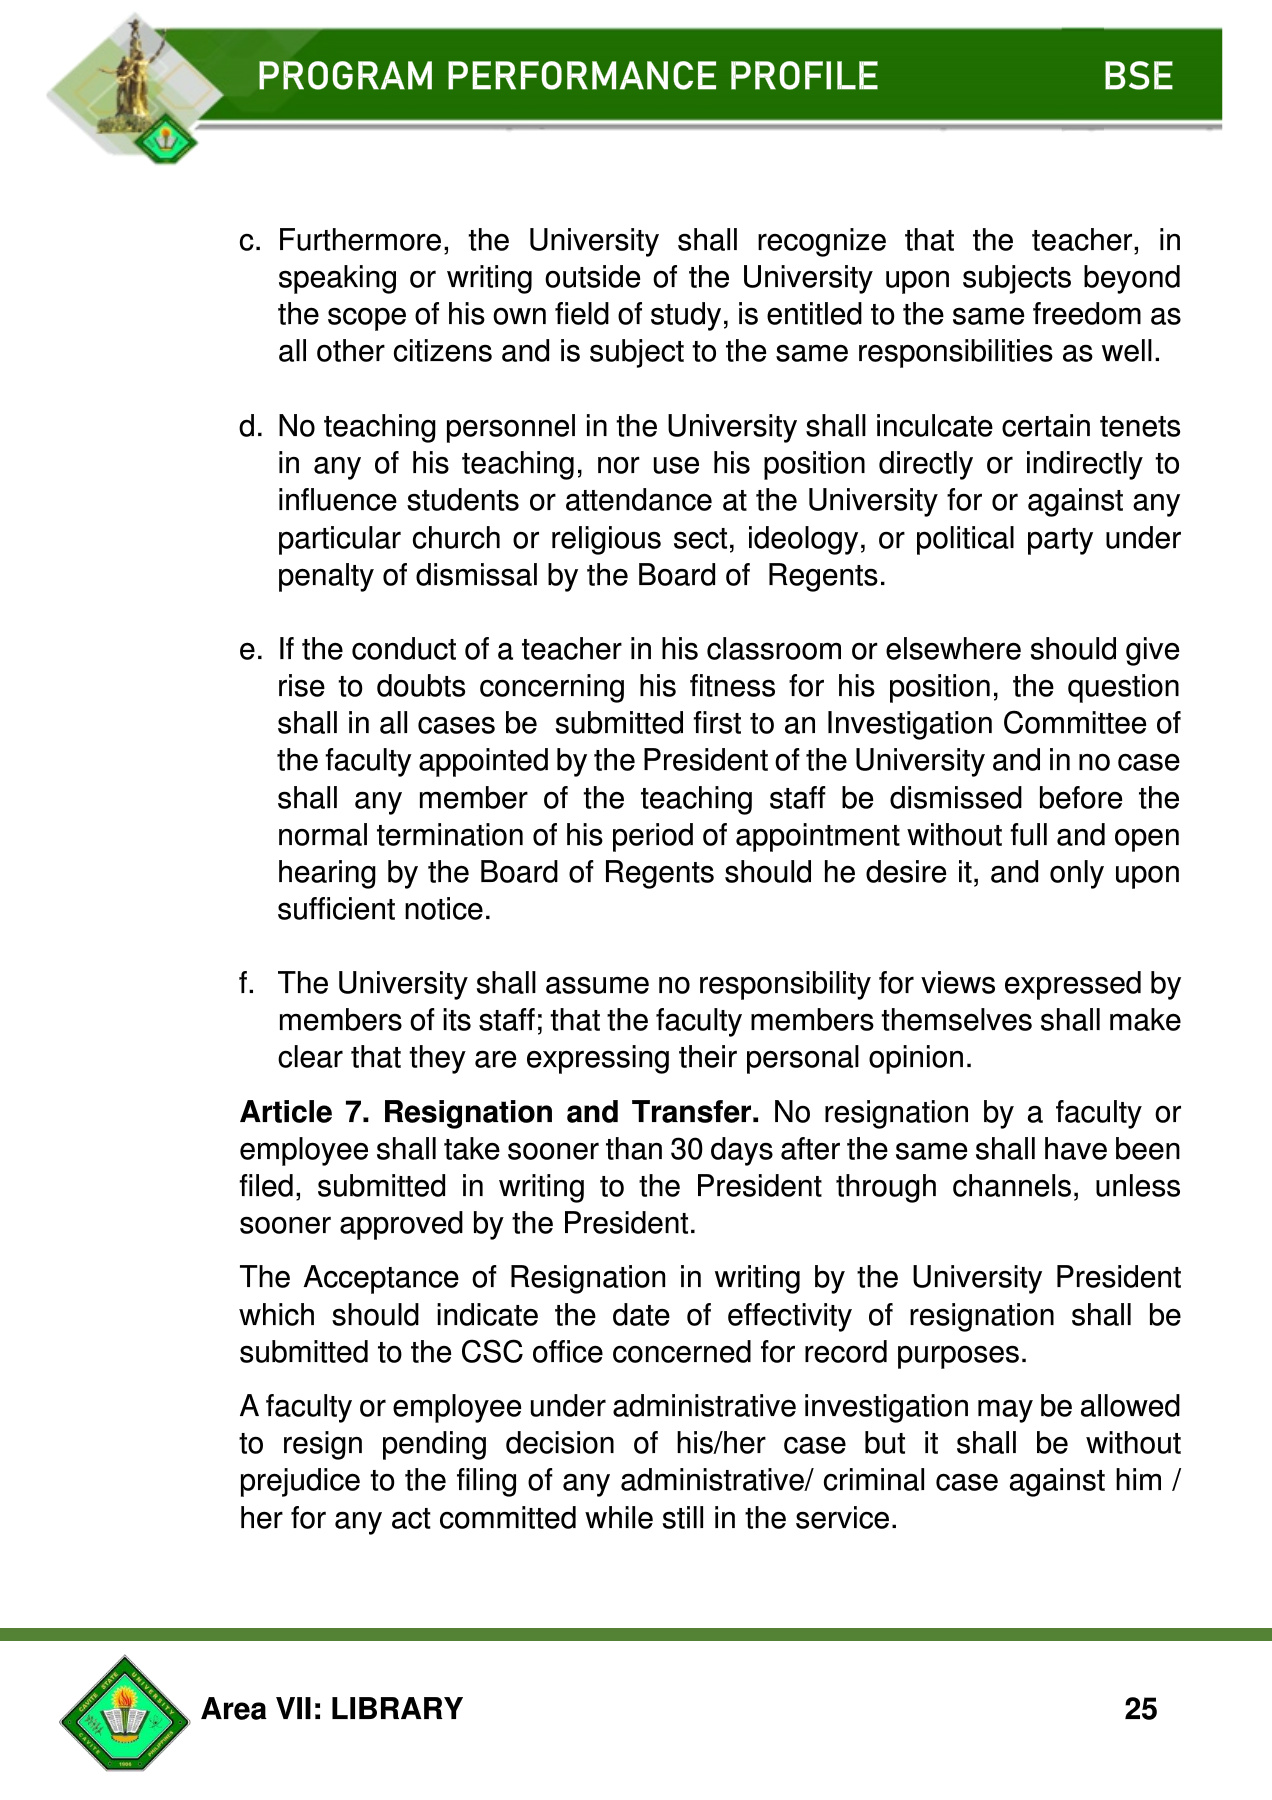 PROGRAM PERFORMANCE PROFILE BSE
c. Furthermore, the University shall recognize that the teacher, in
speaking or writing outside of the University upon subjects beyond
the scope of his own field of study, is entitled to the same freedom as
all other citizens and is subject to the same responsibilities as well.
d. No teaching personnel in the University shall inculcate certain tenets
in any of his teaching, nor use his position directly or indirectly to
influence students or attendance at the University for or against any
particular church or religious sect, ideology, or political party under
penalty of dismissal by the Board of  Regents.
e. If the conduct of a teacher in his classroom or elsewhere should give
rise to doubts concerning his fitness for his position, the question
shall in all cases be  submitted first to an Investigation Committee of
the faculty appointed by the President of the University and in no case
shall any member of the teaching staff be dismissed before the
normal termination of his period of appointment without full and open
hearing by the Board of Regents should he desire it, and only upon
sufficient notice.
f. The University shall assume no responsibility for views expressed by
members of its staff; that the faculty members themselves shall make
clear that they are expressing their personal opinion.
Article 7. Resignation and Transfer. No resignation by a faculty or
employee shall take sooner than 30 days after the same shall have been
filed, submitted in writing to the President through channels, unless
sooner approved by the President.
The Acceptance of Resignation in writing by the University President
which should indicate the date of effectivity of resignation shall be
submitted to the CSC office concerned for record purposes.
A faculty or employee under administrative investigation may be allowed
to resign pending decision of his/her case but it shall be without
prejudice to the filing of any administrative/ criminal case against him /
her for any act committed while still in the service.
CAVITE STATE UNIVERSITY
CAVITE PHILIPPINES
1906
Area VII: LIBRARY 25